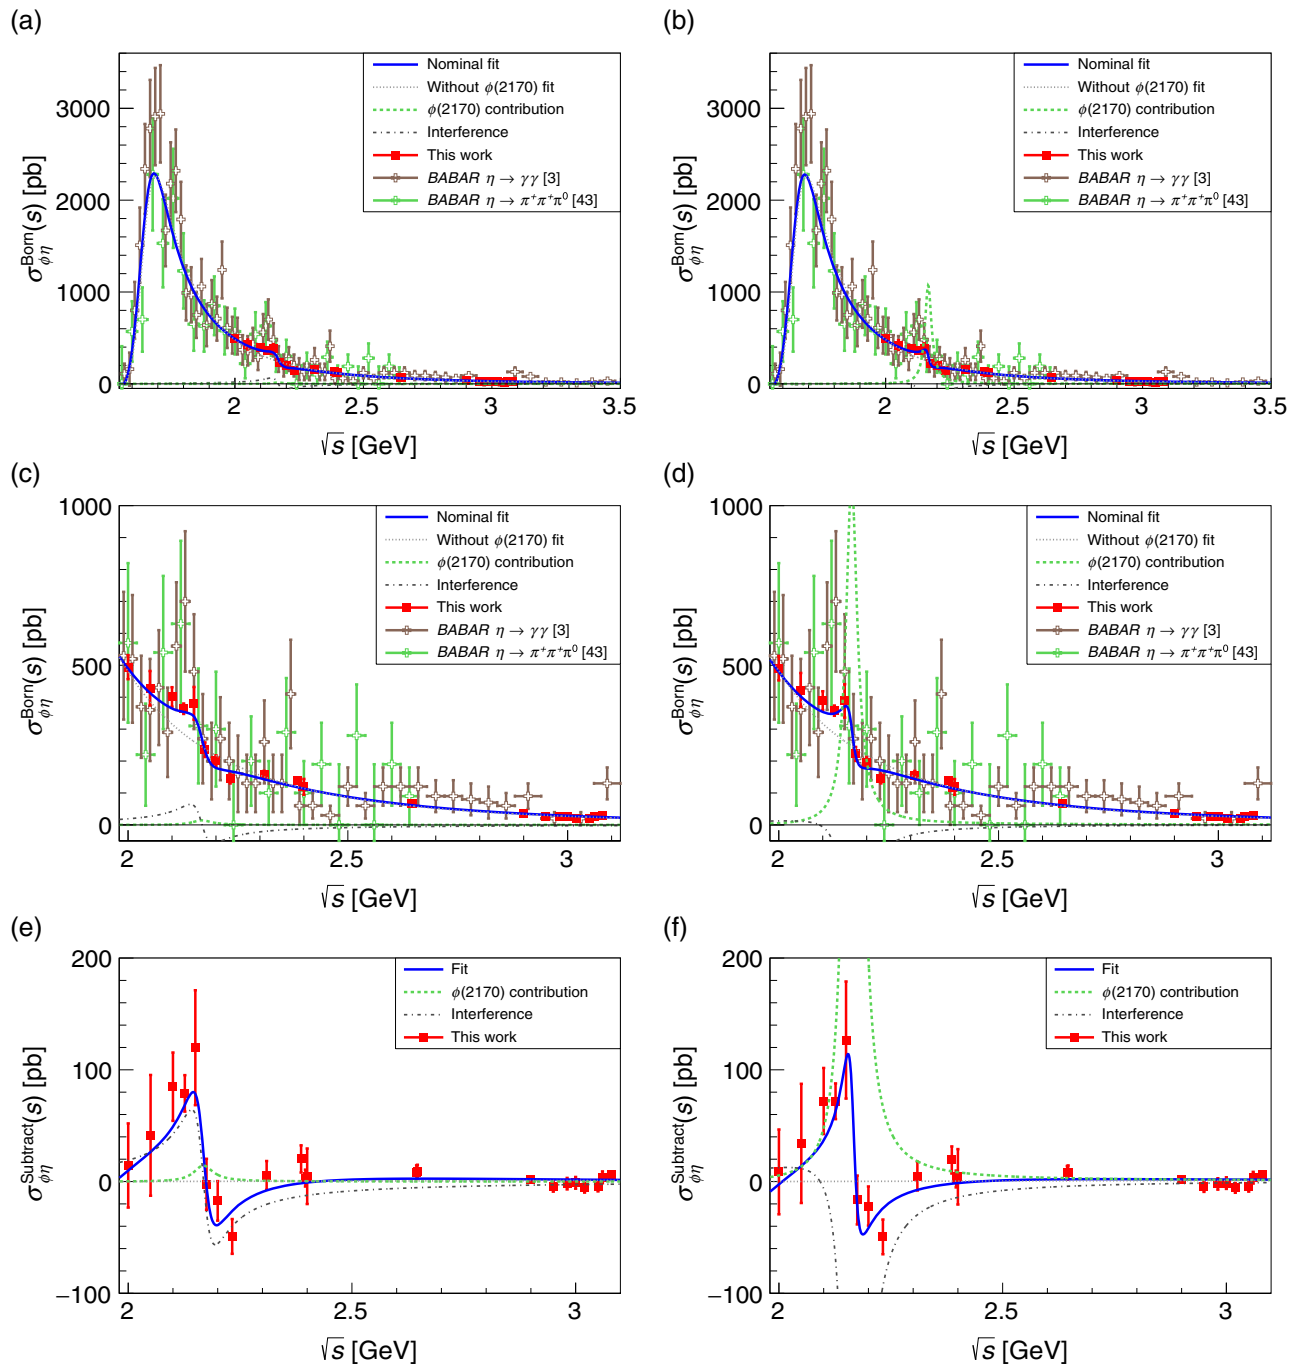 (a)
σ^Born_φη(s) [pb]
3000
2000
1000
0
2
2.5
3
3.5
√s [GeV]
Nominal fit
Without φ(2170) fit
φ(2170) contribution
Interference
This work
BABAR η → γγ [3]
BABAR η → π⁺π⁺π⁰ [43]
(b)
σ^Born_φη(s) [pb]
3000
2000
1000
0
2
2.5
3
3.5
√s [GeV]
Nominal fit
Without φ(2170) fit
φ(2170) contribution
Interference
This work
BABAR η → γγ [3]
BABAR η → π⁺π⁺π⁰ [43]
(c)
σ^Born_φη(s) [pb]
1000
500
0
2
2.5
3
√s [GeV]
Nominal fit
Without φ(2170) fit
φ(2170) contribution
Interference
This work
BABAR η → γγ [3]
BABAR η → π⁺π⁺π⁰ [43]
(d)
σ^Born_φη(s) [pb]
1000
500
0
2
2.5
3
√s [GeV]
Nominal fit
Without φ(2170) fit
φ(2170) contribution
Interference
This work
BABAR η → γγ [3]
BABAR η → π⁺π⁺π⁰ [43]
(e)
σ^Subtract_φη(s) [pb]
200
100
0
−100
2
2.5
3
√s [GeV]
Fit
φ(2170) contribution
Interference
This work
(f)
σ^Subtract_φη(s) [pb]
200
100
0
−100
2
2.5
3
√s [GeV]
Fit
φ(2170) contribution
Interference
This work